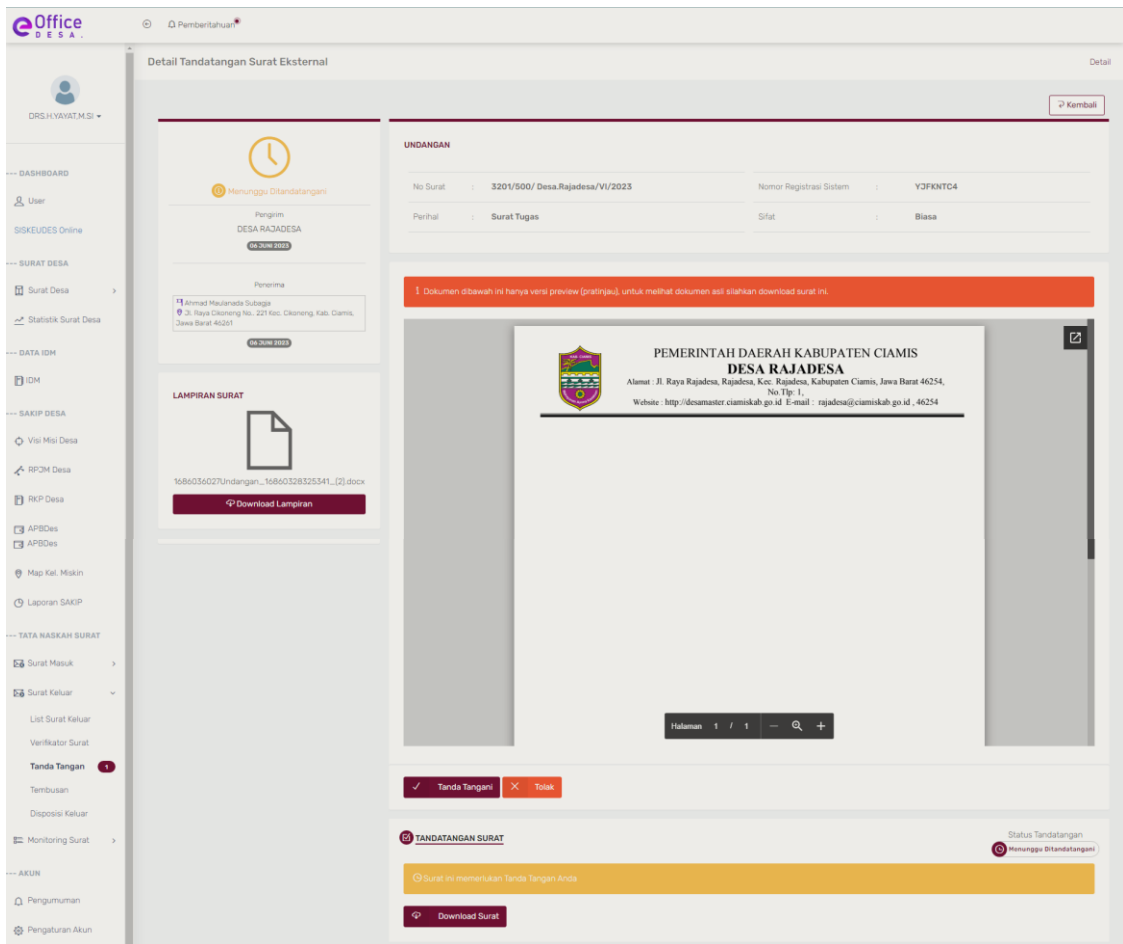 eOffice
DESA.
Pemberitahuan
DRS.H.YAYAT,M.SI
--- DASHBOARD
User
SISKEUDES Online
--- SURAT DESA
Surat Desa
Statistik Surat Desa
--- DATA IDM
IDM
--- SAKIP DESA
Visi Misi Desa
RPJM Desa
RKP Desa
APBDes
APBDes
Map Kel. Miskin
Laporan SAKIP
--- TATA NASKAH SURAT
Surat Masuk
Surat Keluar
List Surat Keluar
Verifikator Surat
Tanda Tangan 1
Tembusan
Disposisi Keluar
Monitoring Surat
--- AKUN
Pengumuman
Pengaturan Akun
Detail Tandatangan Surat Eksternal
Detail
Kembali
Menunggu Ditandatangani
Pengirim
DESA RAJADESA
06 JUNI 2023
Penerima
Ahmad Maulanada Subagja
Jl. Raya Cikoneng No.. 221 Kec. Cikoneng, Kab. Ciamis,
Jawa Barat 46261
06 JUNI 2023
LAMPIRAN SURAT
1686036027Undangan_16860328325341_(2).docx
Download Lampiran
UNDANGAN
No Surat : 3201/500/ Desa.Rajadesa/VI/2023
Nomor Registrasi Sistem : YJFKNTC4
Perihal : Surat Tugas
Sifat : Biasa
Dokumen dibawah ini hanya versi preview (pratinjau), untuk melihat dokumen asli silahkan download surat ini.
PEMERINTAH DAERAH KABUPATEN CIAMIS
DESA RAJADESA
Alamat : Jl. Raya Rajadesa, Rajadesa, Kec. Rajadesa, Kabupaten Ciamis, Jawa Barat 46254,
No.Tlp: 1,
Website : http://desamaster.ciamiskab.go.id E-mail : rajadesa@ciamiskab.go.id , 46254
Halaman 1 / 1
Tanda Tangani
Tolak
TANDATANGAN SURAT
Status Tandatangan
Menunggu Ditandatangani
Surat ini memerlukan Tanda Tangan Anda
Download Surat